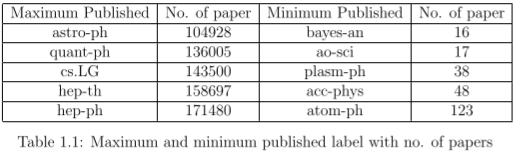 Maximum Published No. of paper Minimum Published No. of paper
astro-ph 104928 bayes-an 16
quant-ph 136005 ao-sci 17
cs.LG 143500 plasm-ph 38
hep-th 158697 acc-phys 48
hep-ph 171480 atom-ph 123
Table 1.1: Maximum and minimum published label with no. of papers